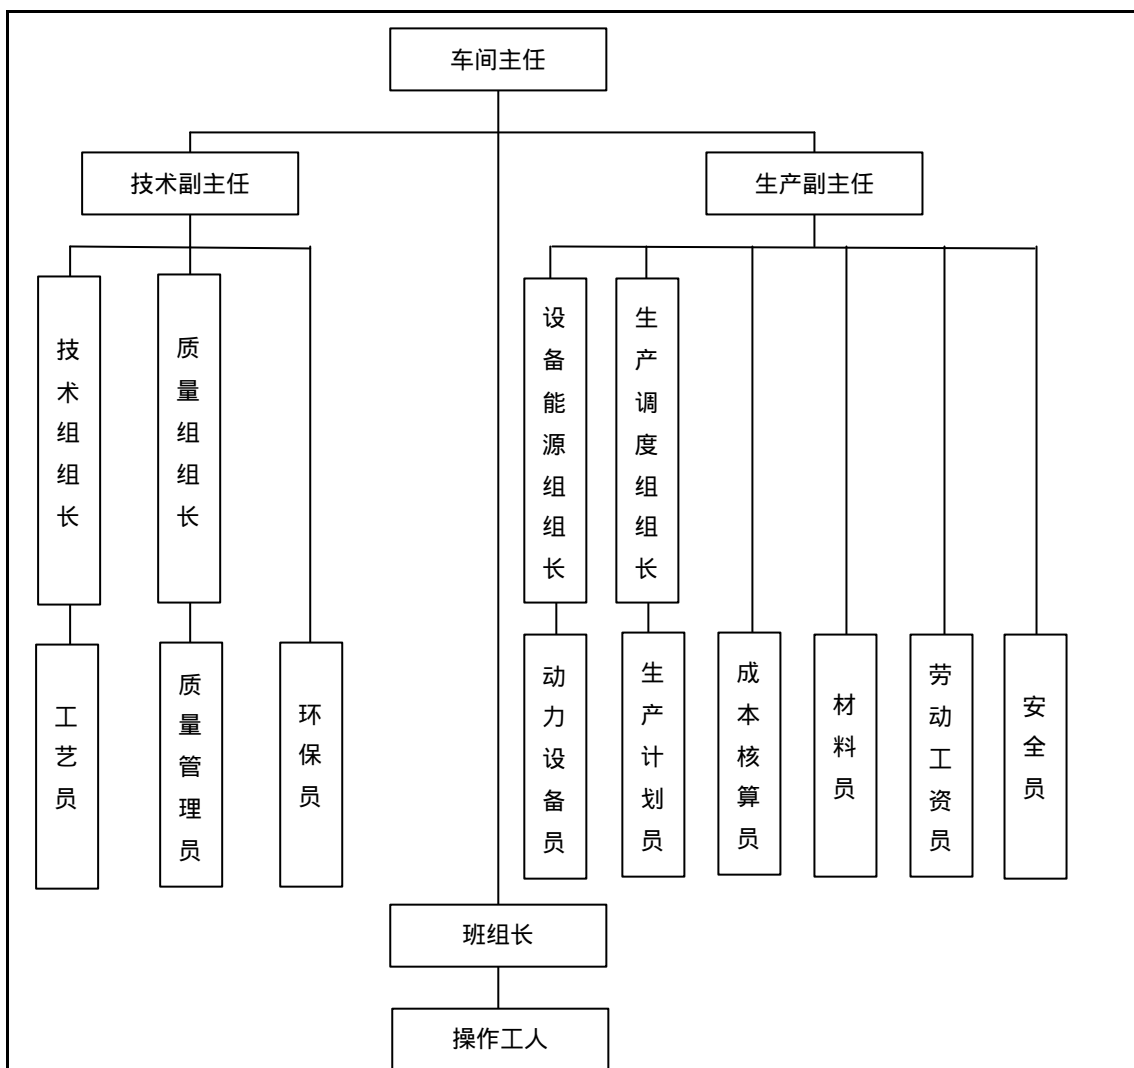 车间主任
技术副主任
生产副主任
技术组组长
质量组组长
设备能源组组长
生产调度组组长
工艺员
质量管理员
环保员
动力设备员
生产计划员
成本核算员
材料员
劳动工资员
安全员
班组长
操作工人